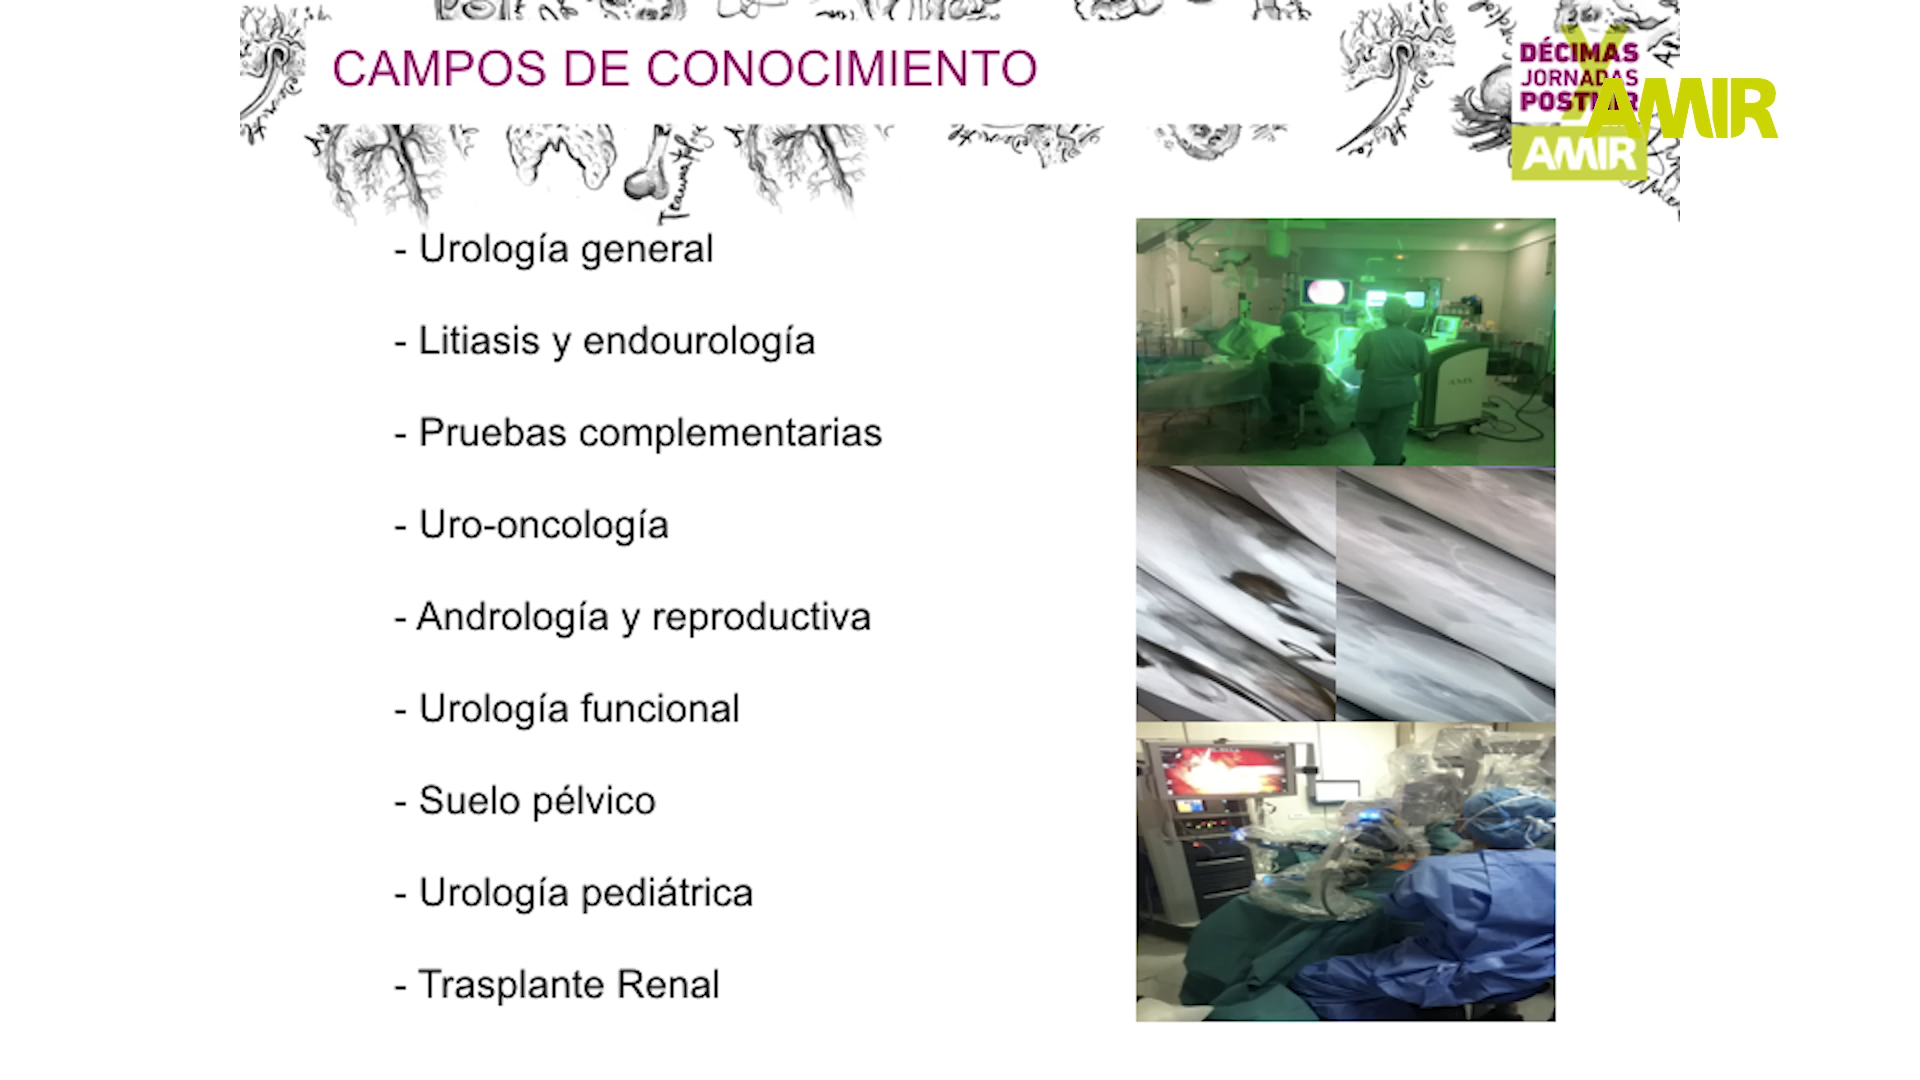 CAMPOS DE CONOCIMIENTO
DÉCIMAS
JORNADAS
AMIR
AMIR
- Urología general
- Litiasis y endourología
- Pruebas complementarias
- Uro-oncología
- Andrología y reproductiva
- Urología funcional
- Suelo pélvico
- Urología pediátrica
- Trasplante Renal